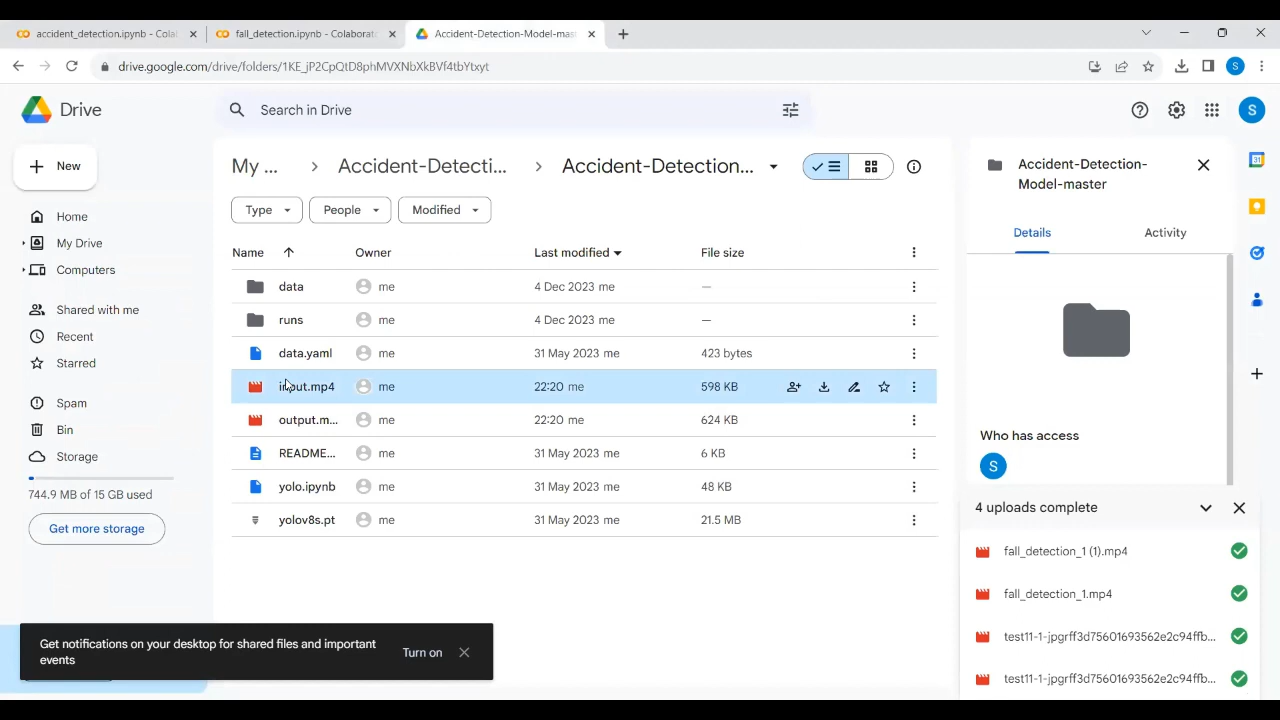 accident_detection.ipynb - Colab
fall_detection.ipynb - Colaborat
Accident-Detection-Model-mas
drive.google.com/drive/folders/1KE_jP2CpQtD8phMVXNbXkBVf4tbYtxyt
S
Drive
Search in Drive
S
New
Home
My Drive
Computers
Shared with me
Recent
Starred
Spam
Bin
Storage
744.9 MB of 15 GB used
Get more storage
My ... > Accident-Detecti... > Accident-Detection...
Type
People
Modified
Name Owner Last modified File size
data me 4 Dec 2023 me —
runs me 4 Dec 2023 me —
data.yaml me 31 May 2023 me 423 bytes
input.mp4 me 22:20 me 598 KB
output.m... me 22:20 me 624 KB
README... me 31 May 2023 me 6 KB
yolo.ipynb me 31 May 2023 me 48 KB
yolov8s.pt me 31 May 2023 me 21.5 MB
Accident-Detection-
Model-master
Details
Activity
Who has access
S
31
4 uploads complete
fall_detection_1 (1).mp4
fall_detection_1.mp4
test11-1-jpgrff3d75601693562e2c94ffb...
test11-1-jpgrff3d75601693562e2c94ffb...
Get notifications on your desktop for shared files and important
events
Turn on